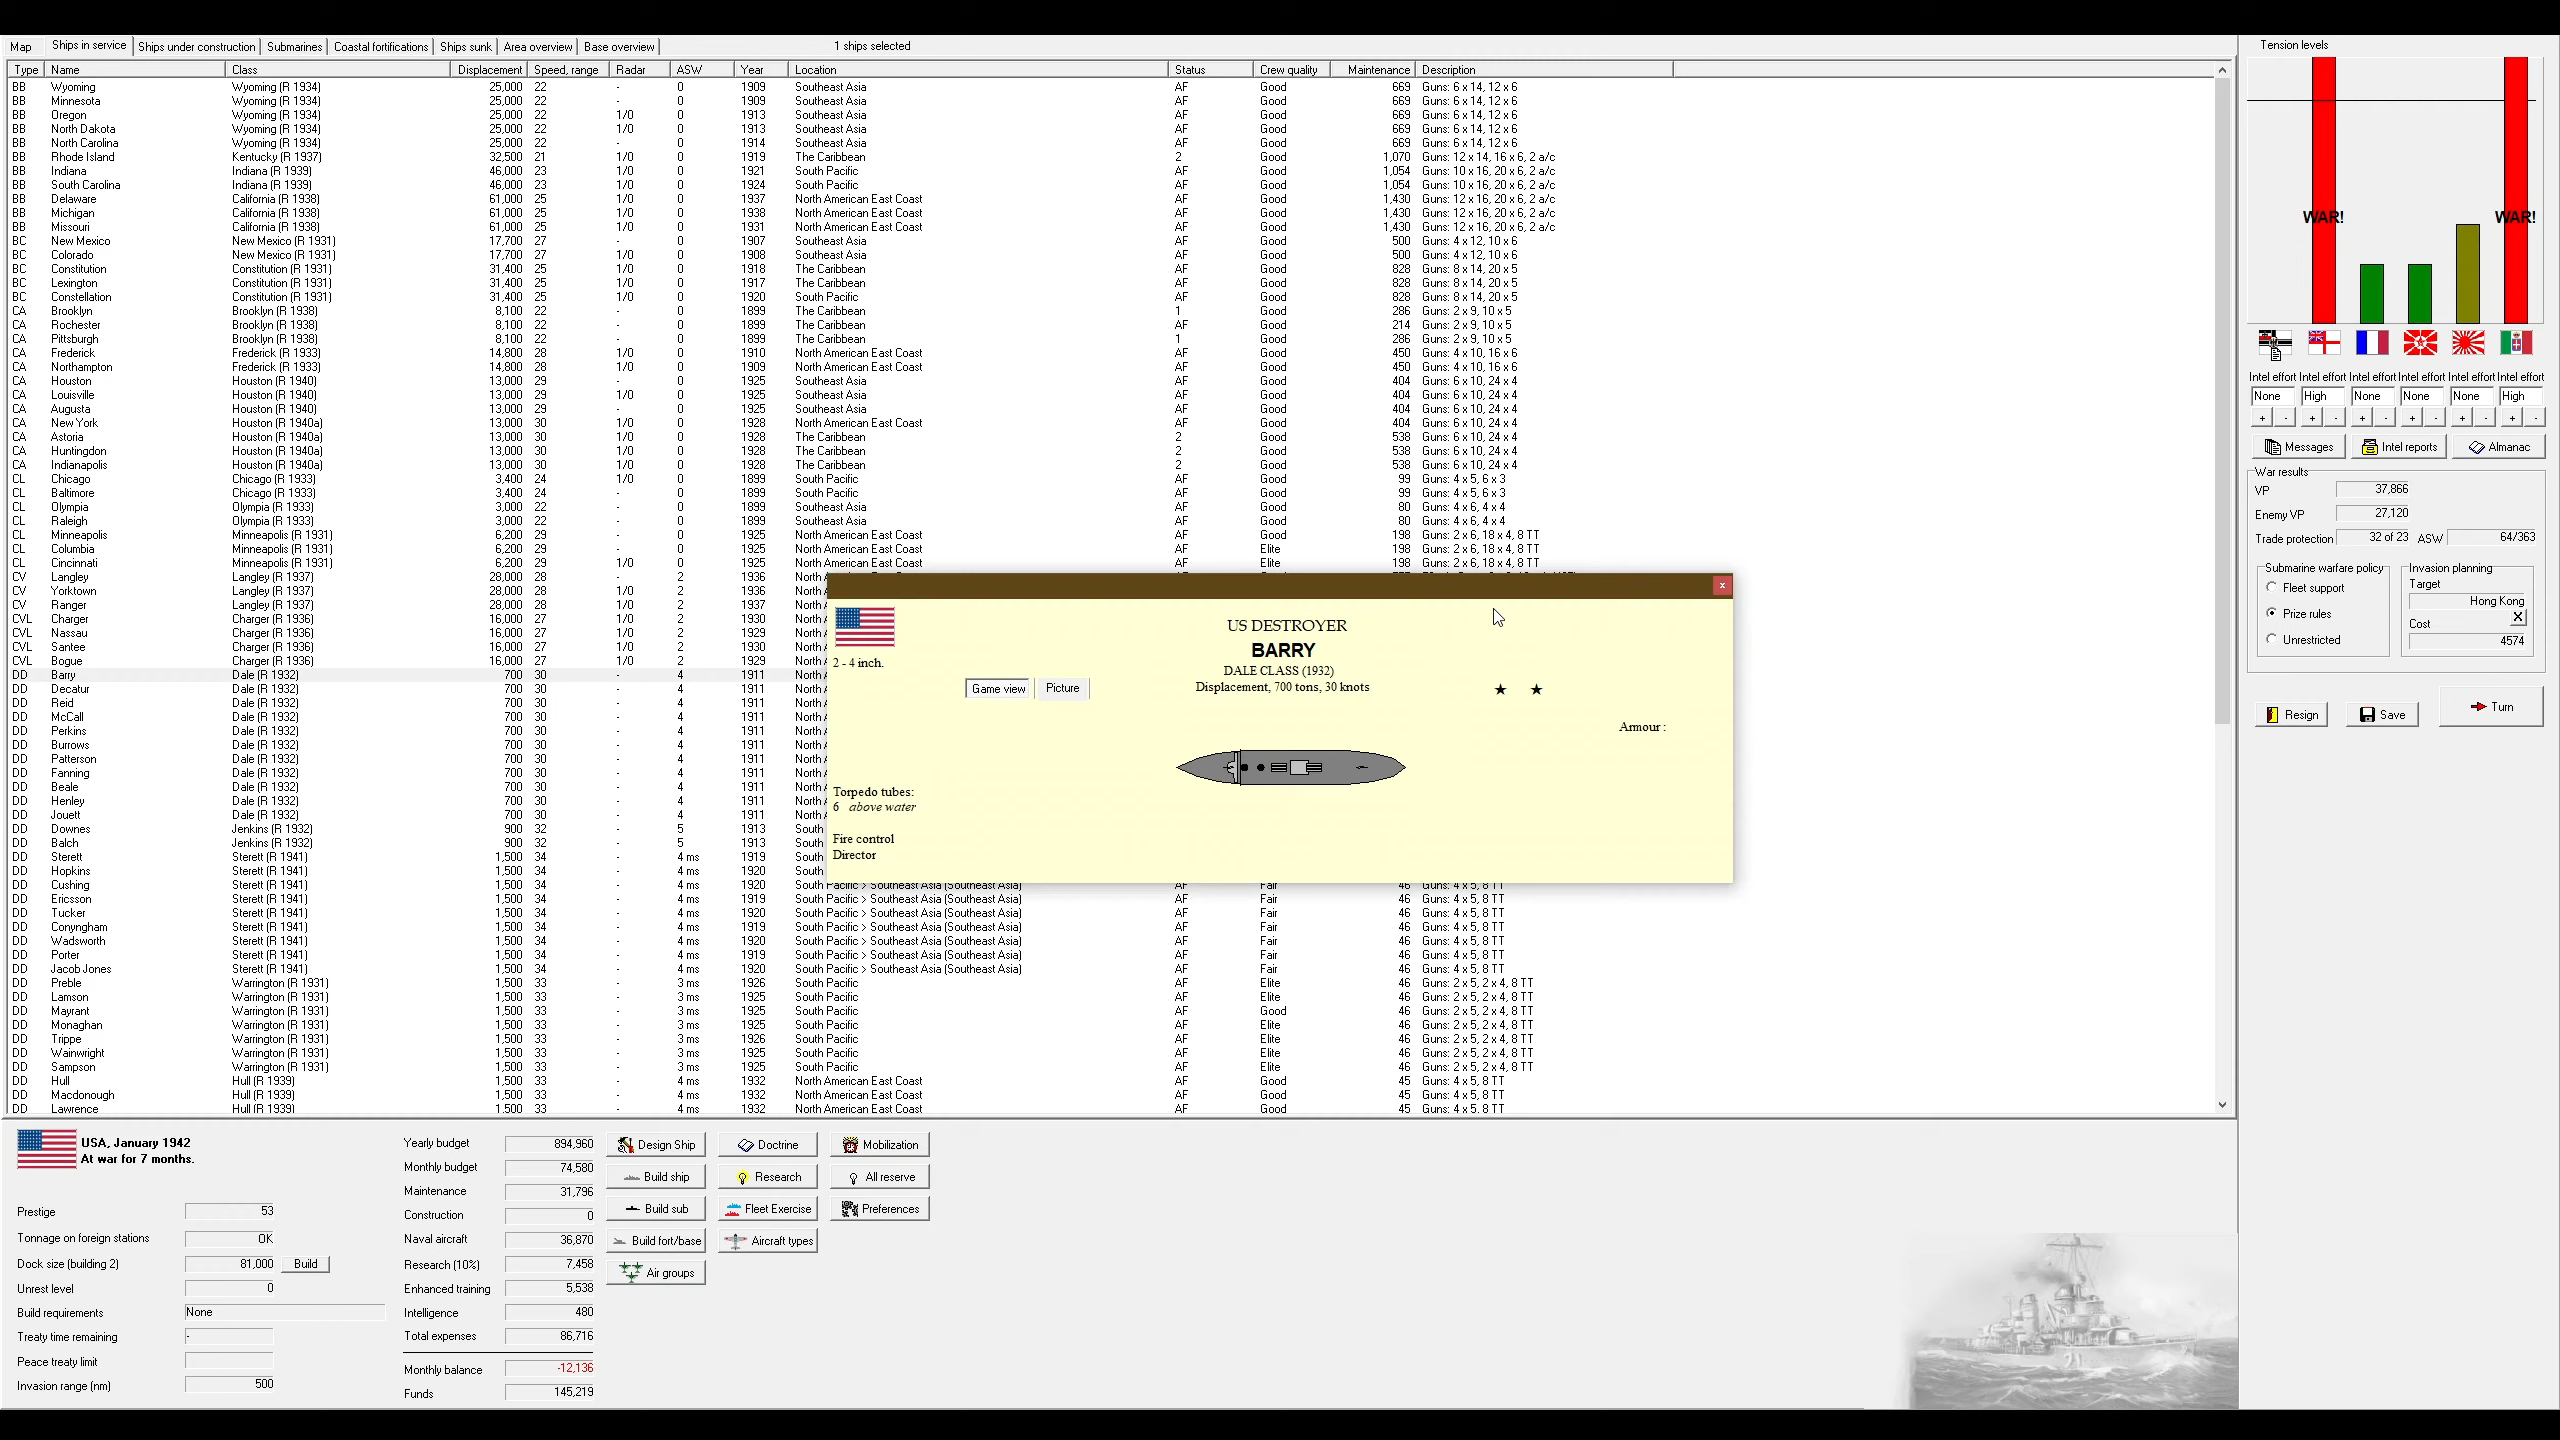 Map Ships in service Ships under construction Submarines Coastal fortifications Ships sunk Area overview Base overview 1 ships selected
Type Name Class Displacement Speed, range Radar ASW Year Location Status Crew quality Maintenance Description
BB Wyoming Wyoming (R 1934) 25,000 22 - 0 1909 Southeast Asia AF Good 669 Guns: 6 x 14, 12 x 6
BB Minnesota Wyoming (R 1934) 25,000 22 - 0 1909 Southeast Asia AF Good 669 Guns: 6 x 14, 12 x 6
BB Oregon Wyoming (R 1934) 25,000 22 1/0 0 1913 Southeast Asia AF Good 669 Guns: 6 x 14, 12 x 6
BB North Dakota Wyoming (R 1934) 25,000 22 1/0 0 1913 Southeast Asia AF Good 669 Guns: 6 x 14, 12 x 6
BB North Carolina Wyoming (R 1934) 25,000 22 - 0 1914 Southeast Asia AF Good 669 Guns: 6 x 14, 12 x 6
BB Rhode Island Kentucky (R 1937) 32,500 21 1/0 0 1919 The Caribbean 2 Good 1,070 Guns: 12 x 14, 16 x 6, 2 a/c
BB Indiana Indiana (R 1939) 46,000 23 1/0 0 1921 South Pacific AF Good 1,054 Guns: 10 x 16, 20 x 6, 2 a/c
BB South Carolina Indiana (R 1939) 46,000 23 1/0 0 1924 South Pacific AF Good 1,054 Guns: 10 x 16, 20 x 6, 2 a/c
BB Delaware California (R 1938) 61,000 25 1/0 0 1937 North American East Coast AF Good 1,430 Guns: 12 x 16, 20 x 6, 2 a/c
BB Michigan California (R 1938) 61,000 25 1/0 0 1938 North American East Coast AF Good 1,430 Guns: 12 x 16, 20 x 6, 2 a/c
BB Missouri California (R 1938) 61,000 25 1/0 0 1931 North American East Coast AF Good 1,430 Guns: 12 x 16, 20 x 6, 2 a/c
BC New Mexico New Mexico (R 1931) 17,700 27 - 0 1907 Southeast Asia AF Good 500 Guns: 4 x 12, 10 x 6
BC Colorado New Mexico (R 1931) 17,700 27 1/0 0 1908 Southeast Asia AF Good 500 Guns: 4 x 12, 10 x 6
BC Constitution Constitution (R 1931) 31,400 25 1/0 0 1918 The Caribbean AF Good 828 Guns: 8 x 14, 20 x 5
BC Lexington Constitution (R 1931) 31,400 25 1/0 0 1917 The Caribbean AF Good 828 Guns: 8 x 14, 20 x 5
BC Constellation Constitution (R 1931) 31,400 25 1/0 0 1920 South Pacific AF Good 828 Guns: 8 x 14, 20 x 5
CA Brooklyn Brooklyn (R 1938) 8,100 22 - 0 1899 The Caribbean 1 Good 286 Guns: 2 x 9, 10 x 5
CA Rochester Brooklyn (R 1938) 8,100 22 - 0 1899 The Caribbean AF Good 214 Guns: 2 x 9, 10 x 5
CA Pittsburgh Brooklyn (R 1938) 8,100 22 - 0 1899 The Caribbean 1 Good 286 Guns: 2 x 9, 10 x 5
CA Frederick Frederick (R 1933) 14,800 28 1/0 0 1910 North American East Coast AF Good 450 Guns: 4 x 10, 16 x 6
CA Northampton Frederick (R 1933) 14,800 28 1/0 0 1909 North American East Coast AF Good 450 Guns: 4 x 10, 16 x 6
CA Houston Houston (R 1940) 13,000 29 - 0 1925 Southeast Asia AF Good 404 Guns: 6 x 10, 24 x 4
CA Louisville Houston (R 1940) 13,000 29 1/0 0 1925 Southeast Asia AF Good 404 Guns: 6 x 10, 24 x 4
CA Augusta Houston (R 1940) 13,000 29 - 0 1925 Southeast Asia AF Good 404 Guns: 6 x 10, 24 x 4
CA New York Houston (R 1940a) 13,000 30 1/0 0 1928 North American East Coast AF Good 404 Guns: 6 x 10, 24 x 4
CA Astoria Houston (R 1940a) 13,000 30 1/0 0 1928 The Caribbean 2 Good 538 Guns: 6 x 10, 24 x 4
CA Huntingdon Houston (R 1940a) 13,000 30 1/0 0 1928 The Caribbean 2 Good 538 Guns: 6 x 10, 24 x 4
CA Indianapolis Houston (R 1940a) 13,000 30 1/0 0 1928 The Caribbean 2 Good 538 Guns: 6 x 10, 24 x 4
CL Chicago Chicago (R 1933) 3,400 24 1/0 0 1899 South Pacific AF Good 99 Guns: 4 x 5, 6 x 3
CL Baltimore Chicago (R 1933) 3,400 24 - 0 1899 South Pacific AF Good 99 Guns: 4 x 5, 6 x 3
CL Olympia Olympia (R 1933) 3,000 22 - 0 1899 Southeast Asia AF Good 80 Guns: 4 x 6, 4 x 4
CL Raleigh Olympia (R 1933) 3,000 22 - 0 1899 Southeast Asia AF Good 80 Guns: 4 x 6, 4 x 4
CL Minneapolis Minneapolis (R 1931) 6,200 29 - 0 1925 North American East Coast AF Good 198 Guns: 2 x 6, 18 x 4, 8 TT
CL Columbia Minneapolis (R 1931) 6,200 29 - 0 1925 North American East Coast AF Elite 198 Guns: 2 x 6, 18 x 4, 8 TT
CL Cincinnati Minneapolis (R 1931) 6,200 29 1/0 0 1925 North American East Coast AF Elite 198 Guns: 2 x 6, 18 x 4, 8 TT
CV Langley Langley (R 1937) 28,000 28 - 2 1936 North
CV Yorktown Langley (R 1937) 28,000 28 1/0 2 1936 North
CV Ranger Langley (R 1937) 28,000 28 1/0 2 1937 North
CVL Charger Charger (R 1936) 16,000 27 1/0 2 1930 North
CVL Nassau Charger (R 1936) 16,000 27 1/0 2 1929 North
CVL Santee Charger (R 1936) 16,000 27 1/0 2 1930 North
CVL Bogue Charger (R 1936) 16,000 27 1/0 2 1929 North
DD Barry Dale (R 1932) 700 30 - 4 1911 North
DD Decatur Dale (R 1932) 700 30 - 4 1911 North
DD Reid Dale (R 1932) 700 30 - 4 1911 North
DD McCall Dale (R 1932) 700 30 - 4 1911 North
DD Perkins Dale (R 1932) 700 30 - 4 1911 North
DD Burrows Dale (R 1932) 700 30 - 4 1911 North
DD Patterson Dale (R 1932) 700 30 - 4 1911 North
DD Fanning Dale (R 1932) 700 30 - 4 1911 North
DD Beale Dale (R 1932) 700 30 - 4 1911 North
DD Henley Dale (R 1932) 700 30 - 4 1911 North
DD Jouett Dale (R 1932) 700 30 - 4 1911 North
DD Downes Jenkins (R 1932) 900 32 - 5 1913 South
DD Balch Jenkins (R 1932) 900 32 - 5 1913 South
DD Sterett Sterett (R 1941) 1,500 34 - 4 ms 1919 South
DD Hopkins Sterett (R 1941) 1,500 34 - 4 ms 1920 South
DD Cushing Sterett (R 1941) 1,500 34 - 4 ms 1920 South Pacific > Southeast Asia (Southeast Asia) AF Fair 46 Guns: 4 x 5, 8 TT
DD Ericsson Sterett (R 1941) 1,500 34 - 4 ms 1919 South Pacific > Southeast Asia (Southeast Asia) AF Fair 46 Guns: 4 x 5, 8 TT
DD Tucker Sterett (R 1941) 1,500 34 - 4 ms 1920 South Pacific > Southeast Asia (Southeast Asia) AF Fair 46 Guns: 4 x 5, 8 TT
DD Conyngham Sterett (R 1941) 1,500 34 - 4 ms 1919 South Pacific > Southeast Asia (Southeast Asia) AF Fair 46 Guns: 4 x 5, 8 TT
DD Wadsworth Sterett (R 1941) 1,500 34 - 4 ms 1920 South Pacific > Southeast Asia (Southeast Asia) AF Fair 46 Guns: 4 x 5, 8 TT
DD Porter Sterett (R 1941) 1,500 34 - 4 ms 1919 South Pacific > Southeast Asia (Southeast Asia) AF Fair 46 Guns: 4 x 5, 8 TT
DD Jacob Jones Sterett (R 1941) 1,500 34 - 4 ms 1920 South Pacific > Southeast Asia (Southeast Asia) AF Fair 46 Guns: 4 x 5, 8 TT
DD Preble Warrington (R 1931) 1,500 33 - 3 ms 1926 South Pacific AF Elite 46 Guns: 2 x 5, 2 x 4, 8 TT
DD Lamson Warrington (R 1931) 1,500 33 - 3 ms 1925 South Pacific AF Elite 46 Guns: 2 x 5, 2 x 4, 8 TT
DD Mayrant Warrington (R 1931) 1,500 33 - 3 ms 1925 South Pacific AF Good 46 Guns: 2 x 5, 2 x 4, 8 TT
DD Monaghan Warrington (R 1931) 1,500 33 - 3 ms 1925 South Pacific AF Elite 46 Guns: 2 x 5, 2 x 4, 8 TT
DD Trippe Warrington (R 1931) 1,500 33 - 3 ms 1926 South Pacific AF Elite 46 Guns: 2 x 5, 2 x 4, 8 TT
DD Wainwright Warrington (R 1931) 1,500 33 - 3 ms 1925 South Pacific AF Elite 46 Guns: 2 x 5, 2 x 4, 8 TT
DD Sampson Warrington (R 1931) 1,500 33 - 3 ms 1925 South Pacific AF Elite 46 Guns: 2 x 5, 2 x 4, 8 TT
DD Hull Hull (R 1939) 1,500 33 - 4 ms 1932 North American East Coast AF Good 45 Guns: 4 x 5, 8 TT
DD Macdonough Hull (R 1939) 1,500 33 - 4 ms 1932 North American East Coast AF Good 45 Guns: 4 x 5, 8 TT
DD Lawrence Hull (R 1939) 1,500 33 - 4 ms 1932 North American East Coast AF Good 45 Guns: 4 x 5, 8 TT
US DESTROYER
BARRY
DALE CLASS (1932)
Displacement, 700 tons, 30 knots
2 - 4 inch.
Game view Picture
★ ★
Armour :
Torpedo tubes:
6 above water
Fire control
Director
Tension levels
WAR! WAR!
Intel effort Intel effort Intel effort Intel effort Intel effort Intel effort
None High None None None High
+ - + - + - + - + - + -
Messages Intel reports Almanac
War results
VP 37,866
Enemy VP 27,120
Trade protection 32 of 23 ASW 64/363
Submarine warfare policy
Fleet support
Prize rules
Unrestricted
Invasion planning
Target
Hong Kong
Cost X
4574
Resign Save Turn
USA, January 1942
At war for 7 months.
Prestige 53
Tonnage on foreign stations OK
Dock size (building 2) 81,000 Build
Unrest level 0
Build requirements None
Treaty time remaining -
Peace treaty limit
Invasion range (nm) 500
Yearly budget 894,960
Monthly budget 74,580
Maintenance 31,796
Construction 0
Naval aircraft 36,870
Research (10%) 7,458
Enhanced training 5,538
Intelligence 480
Total expenses 86,716
Monthly balance -12,136
Funds 145,219
Design Ship Doctrine Mobilization
Build ship Research All reserve
Build sub Fleet Exercise Preferences
Build fort/base Aircraft types
Air groups